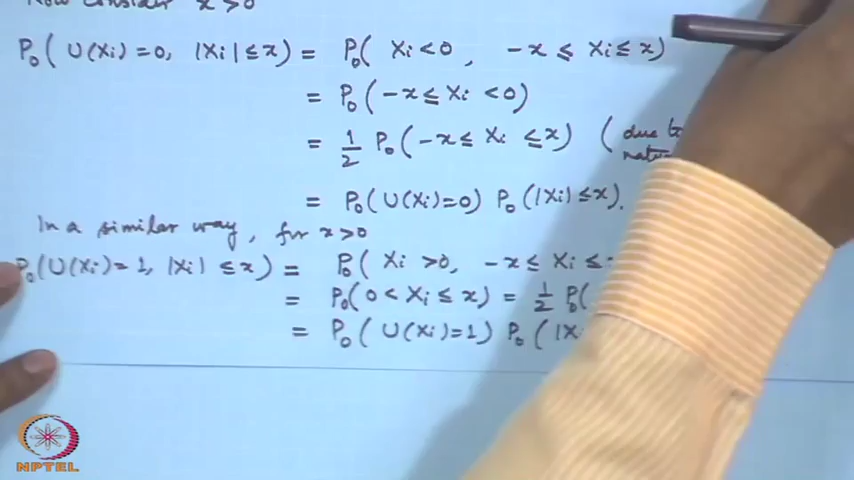 Now consider x > 0
P₀( U(Xᵢ) = 0, |Xᵢ| ≤ x) = P₀( Xᵢ < 0 , -x ≤ Xᵢ ≤ x)
= P₀(-x ≤ Xᵢ < 0)
= 1/2 P₀(-x ≤ Xᵢ ≤ x) (due
= P₀(U(Xᵢ)=0) P₀(|Xᵢ| ≤ x).
In a similar way, for x > 0
P₀(U(Xᵢ) = 1, |Xᵢ| ≤ x) = P₀( Xᵢ > 0, -x ≤ Xᵢ ≤
= P₀(0 < Xᵢ ≤ x) = 1/2 P₀(
= P₀( U(Xᵢ)=1) P₀(
NPTEL